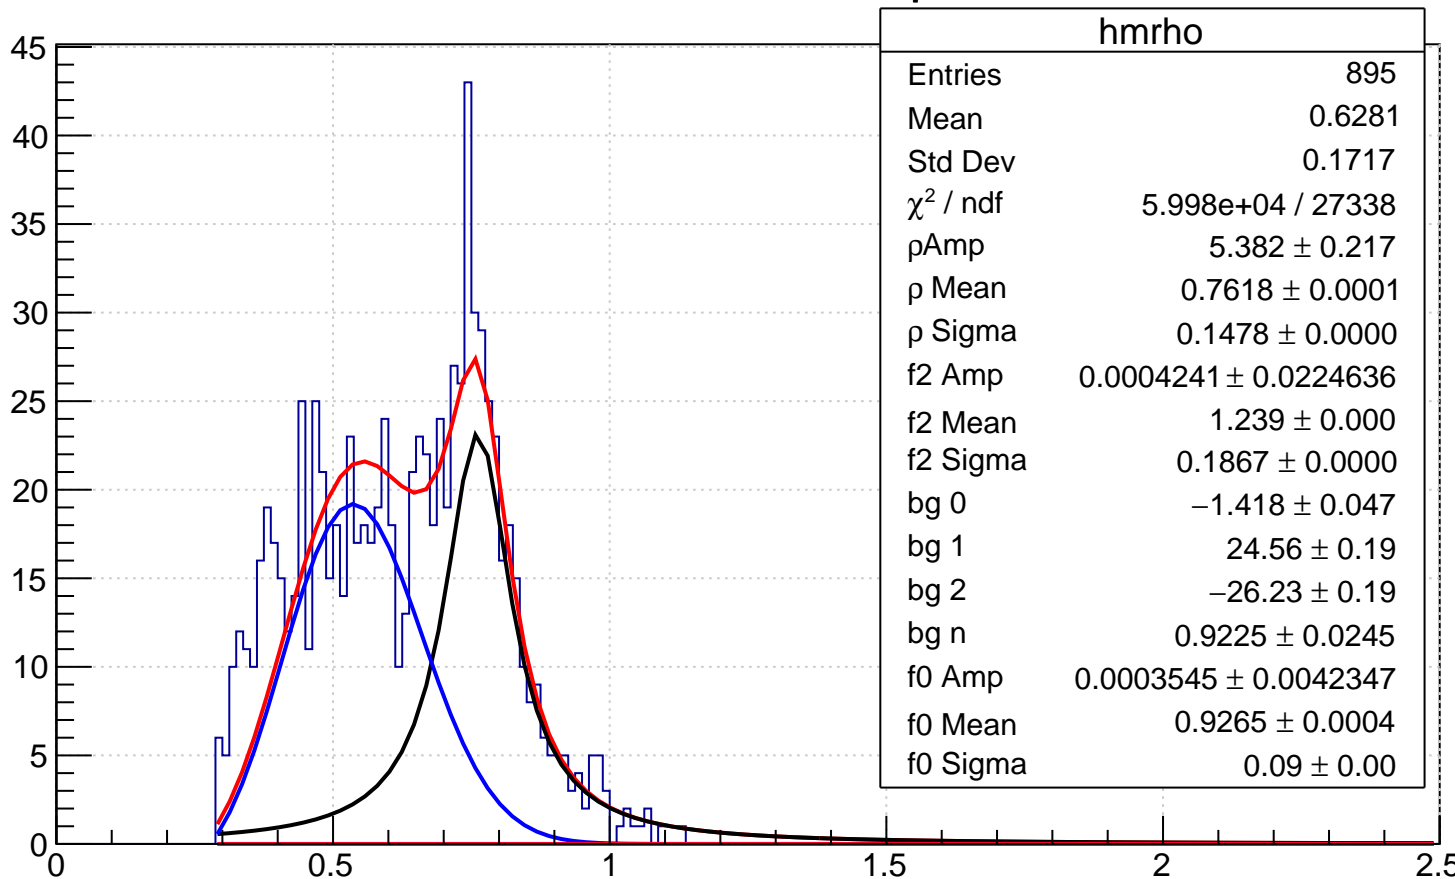 hmrho
Entries 895
Mean 0.6281
Std Dev 0.1717
χ² / ndf 5.998e+04 / 27338
ρAmp 5.382 ± 0.217
ρ Mean 0.7618 ± 0.0001
ρ Sigma 0.1478 ± 0.0000
f2 Amp 0.0004241 ± 0.0224636
f2 Mean 1.239 ± 0.000
f2 Sigma 0.1867 ± 0.0000
bg 0 −1.418 ± 0.047
bg 1 24.56 ± 0.19
bg 2 −26.23 ± 0.19
bg n 0.9225 ± 0.0245
f0 Amp 0.0003545 ± 0.0042347
f0 Mean 0.9265 ± 0.0004
f0 Sigma 0.09 ± 0.00
45
40
35
30
25
20
15
10
5
0
0 0.5 1 1.5 2 2.5